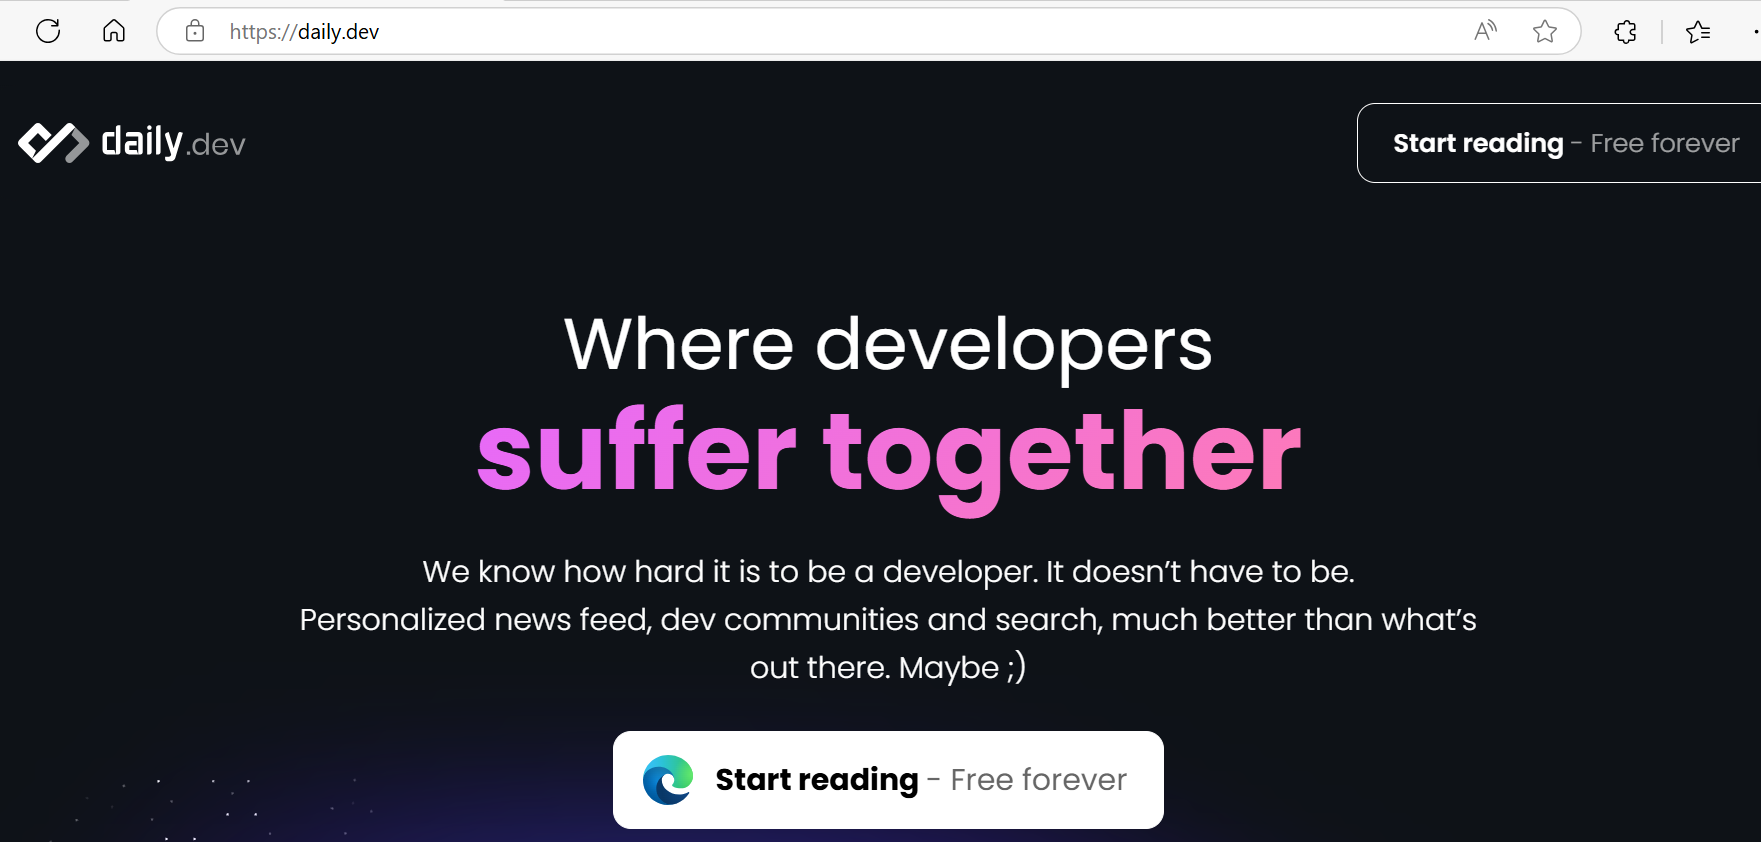 https://daily.dev
daily.dev
Start reading - Free forever
Where developers
suffer together
We know how hard it is to be a developer. It doesn’t have to be.
Personalized news feed, dev communities and search, much better than what’s
out there. Maybe ;)
Start reading - Free forever